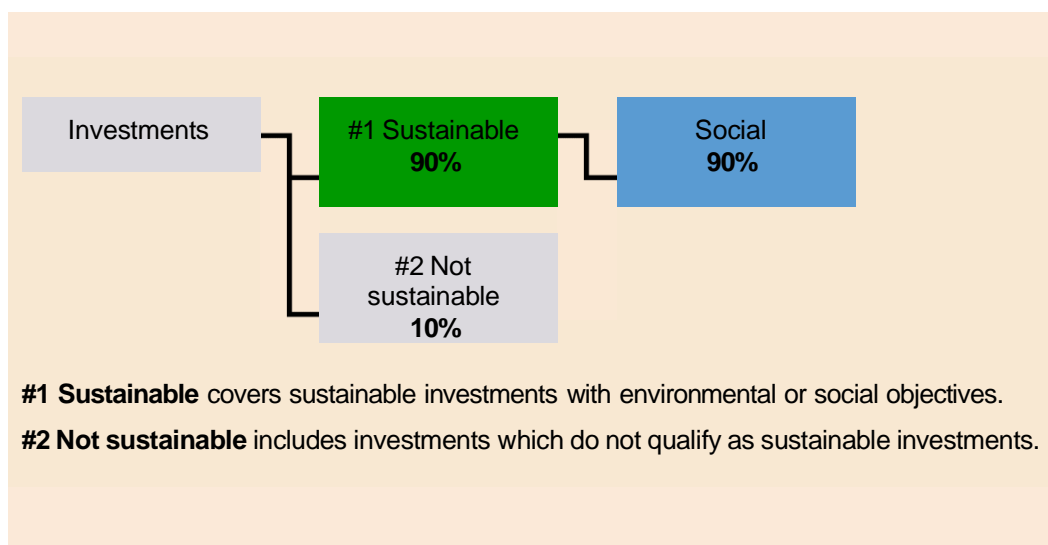 Investments
#1 Sustainable
90%
Social
90%
#2 Not
sustainable
10%
#1 Sustainable covers sustainable investments with environmental or social objectives.
#2 Not sustainable includes investments which do not qualify as sustainable investments.